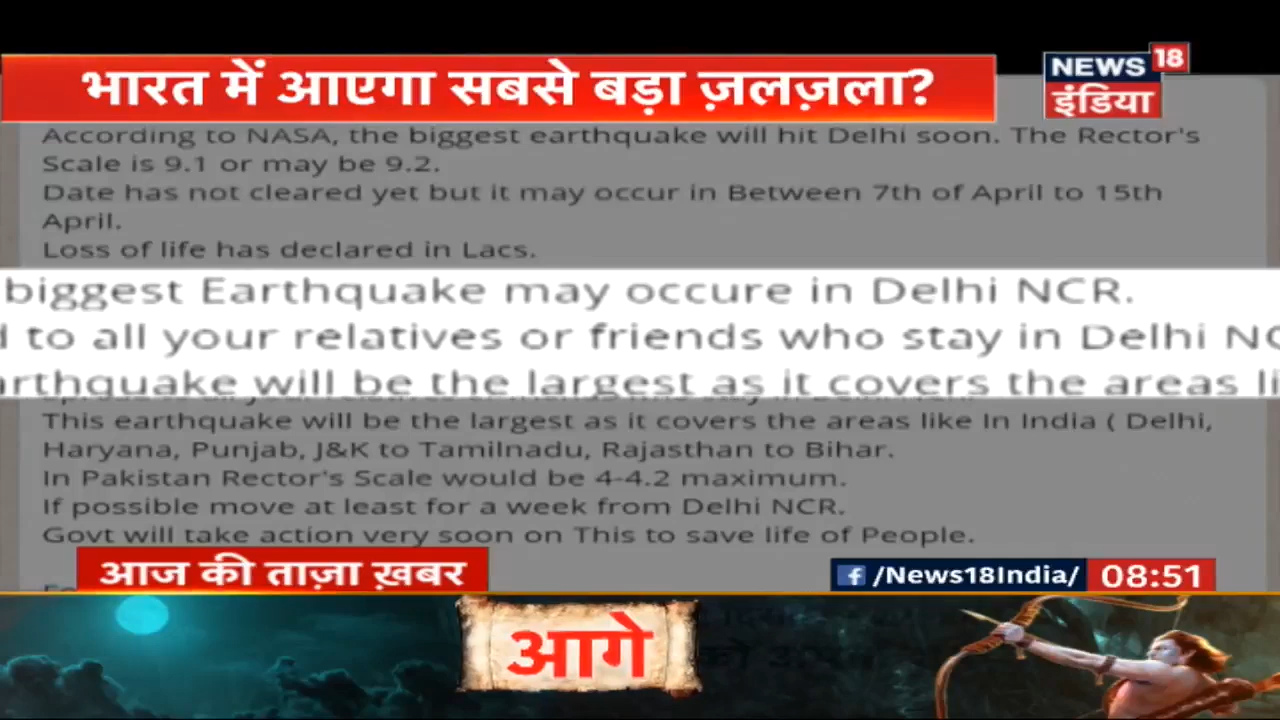 भारत में आएगा सबसे बड़ा ज़लज़ला?
NEWS 18
इंडिया
According to NASA, the biggest earthquake will hit Delhi soon. The Rector's
Scale is 9.1 or may be 9.2.
Date has not cleared yet but it may occur in Between 7th of April to 15th
April.
Loss of life has declared in Lacs.
biggest Earthquake may occure in Delhi NCR.
d to all your relatives or friends who stay in Delhi NC
arthquake will be the largest as it covers the areas li
This earthquake will be the largest as it covers the areas like In India ( Delhi,
Haryana, Punjab, J&K to Tamilnadu, Rajasthan to Bihar.
In Pakistan Rector's Scale would be 4-4.2 maximum.
If possible move at least for a week from Delhi NCR.
Govt will take action very soon on This to save life of People.
आज की ताज़ा ख़बर
f /News18India/ 08:51
आगे